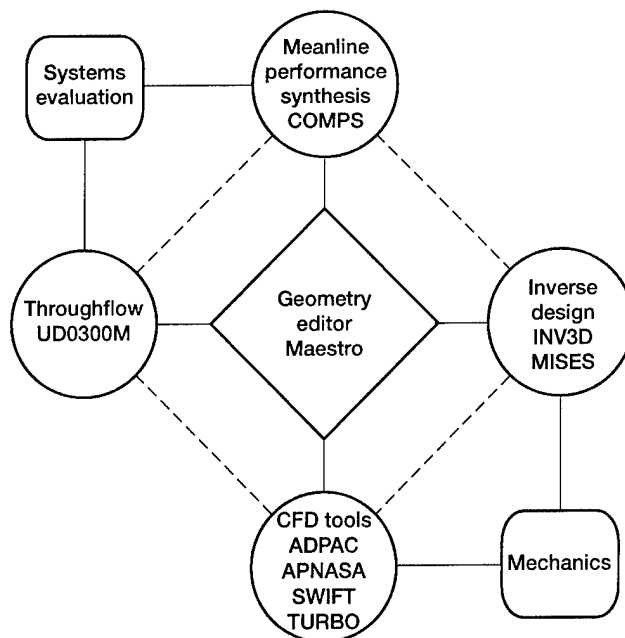 Systems
evaluation
Meanline
performance
synthesis
COMPS
Throughflow
UD0300M
Geometry
editor
Maestro
Inverse
design
INV3D
MISES
CFD tools
ADPAC
APNASA
SWIFT
TURBO
Mechanics